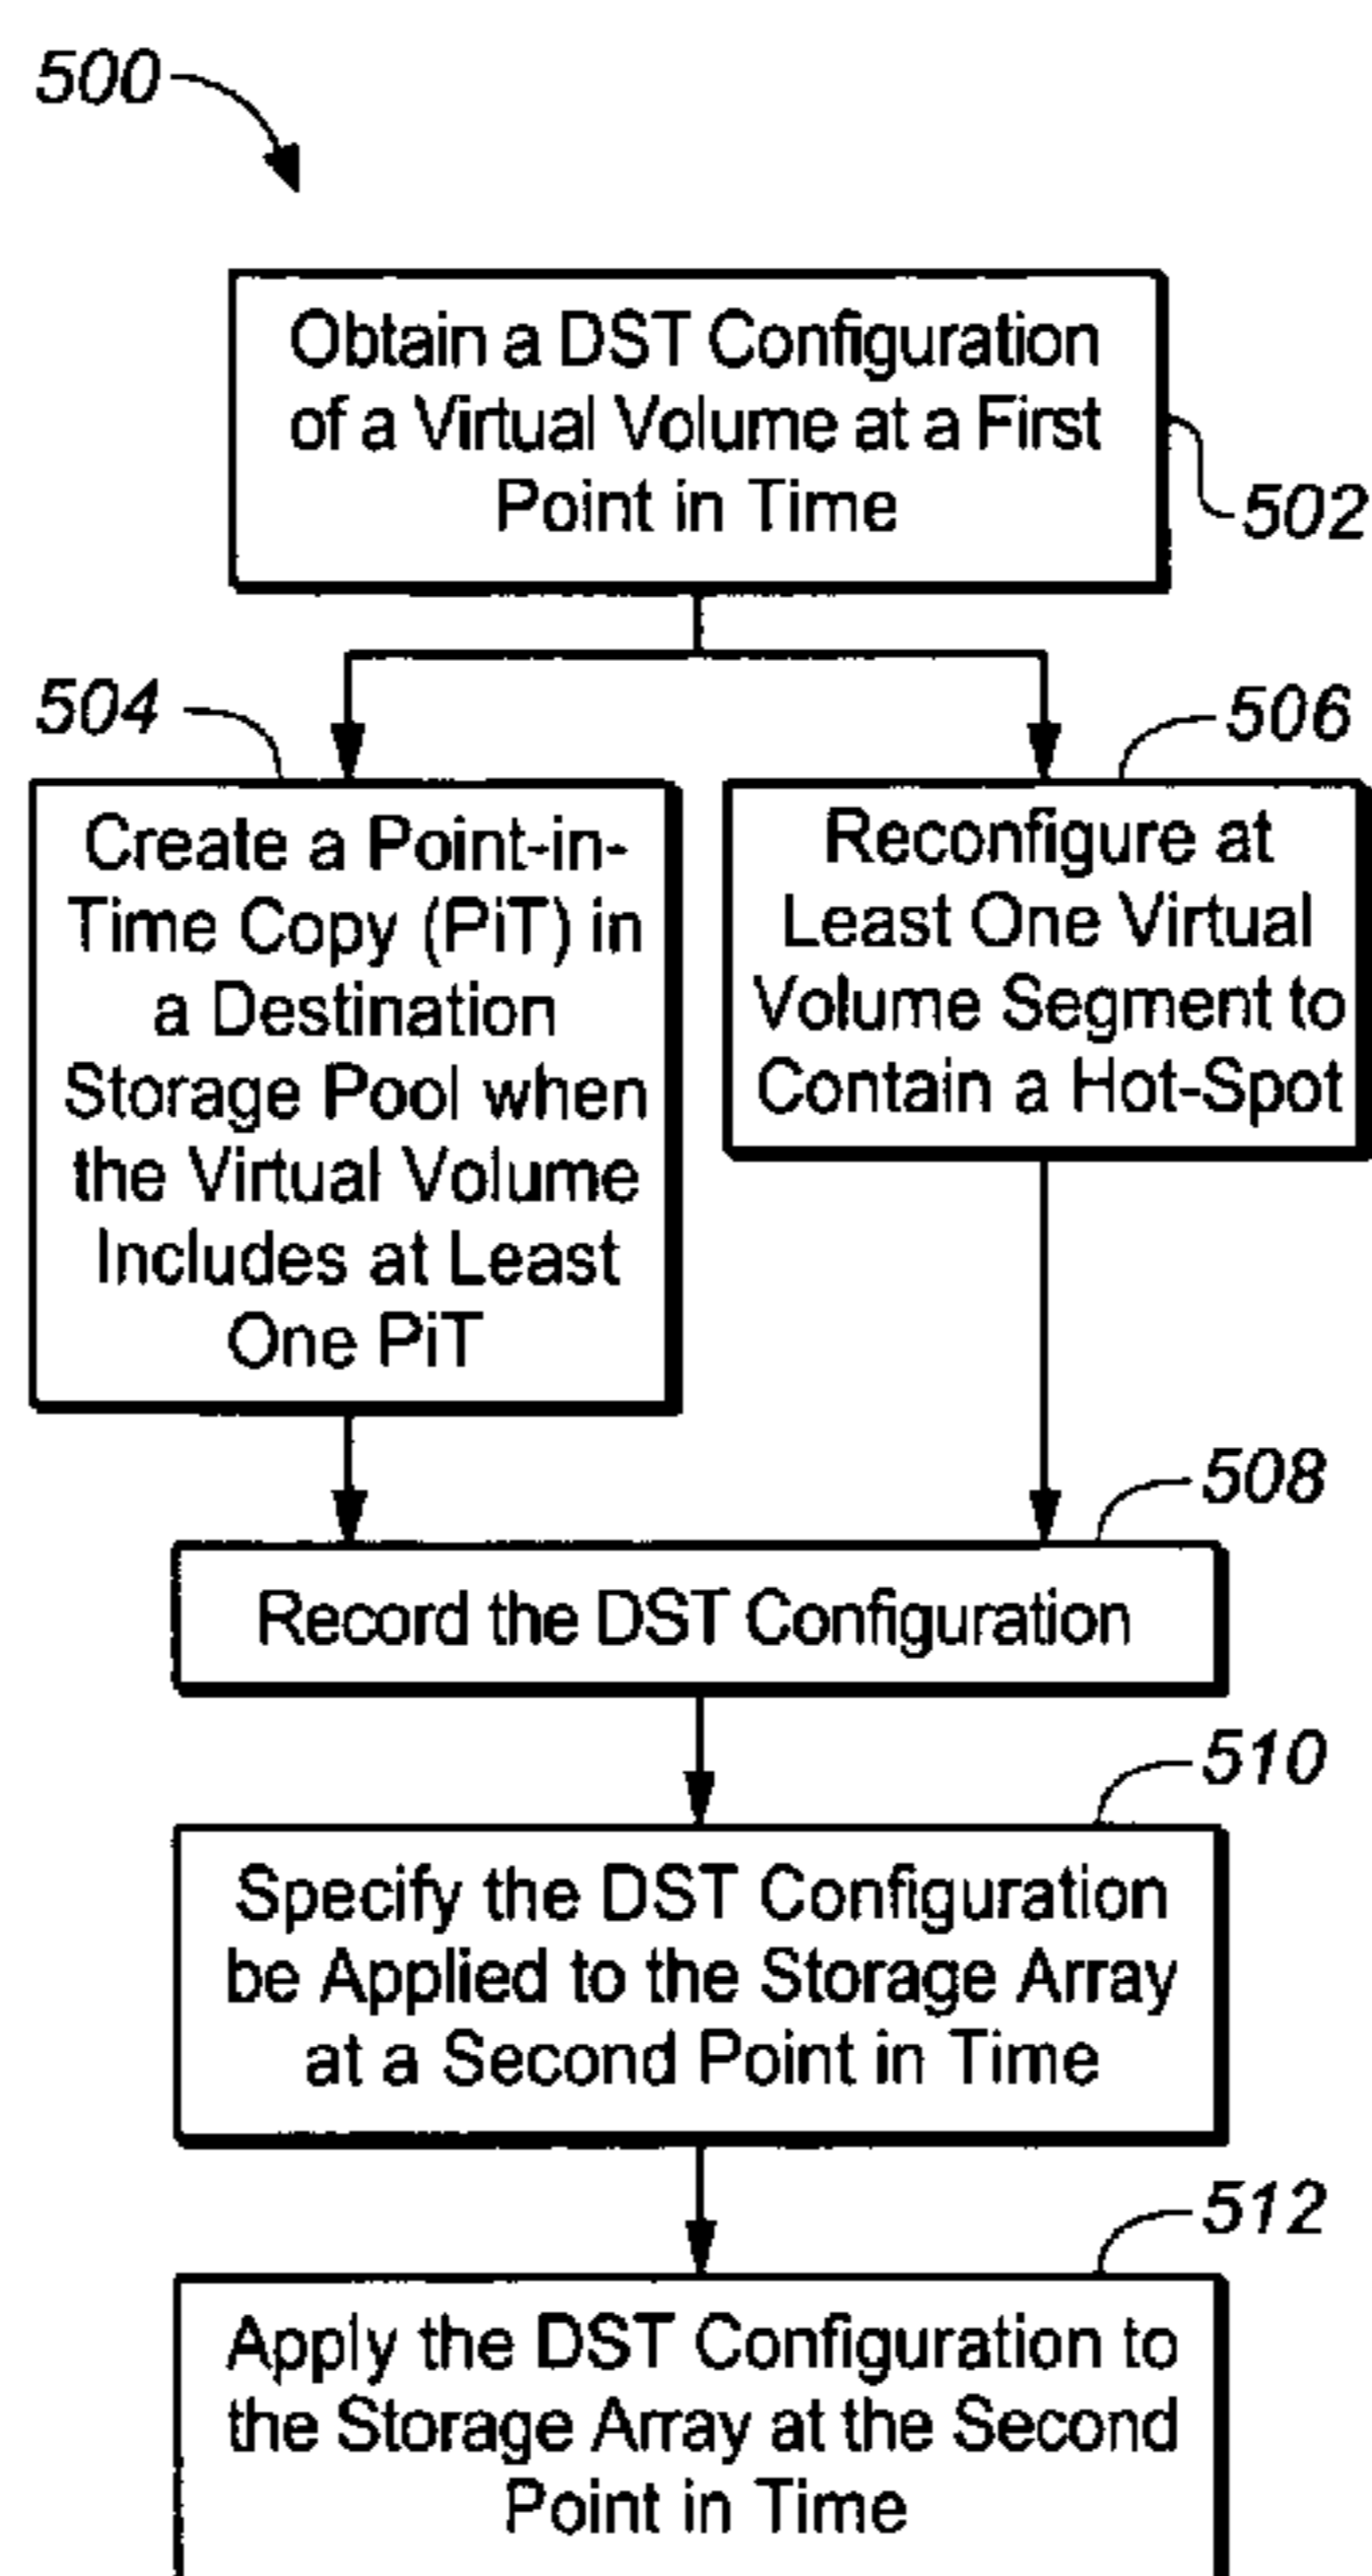 500
Obtain a DST Configuration
of a Virtual Volume at a First
Point in Time
502
504
Create a Point-in-
Time Copy (PiT) in
a Destination
Storage Pool when
the Virtual Volume
Includes at Least
One PiT
506
Reconfigure at
Least One Virtual
Volume Segment to
Contain a Hot-Spot
508
Record the DST Configuration
510
Specify the DST Configuration
be Applied to the Storage Array
at a Second Point in Time
512
Apply the DST Configuration to
the Storage Array at the Second
Point in Time